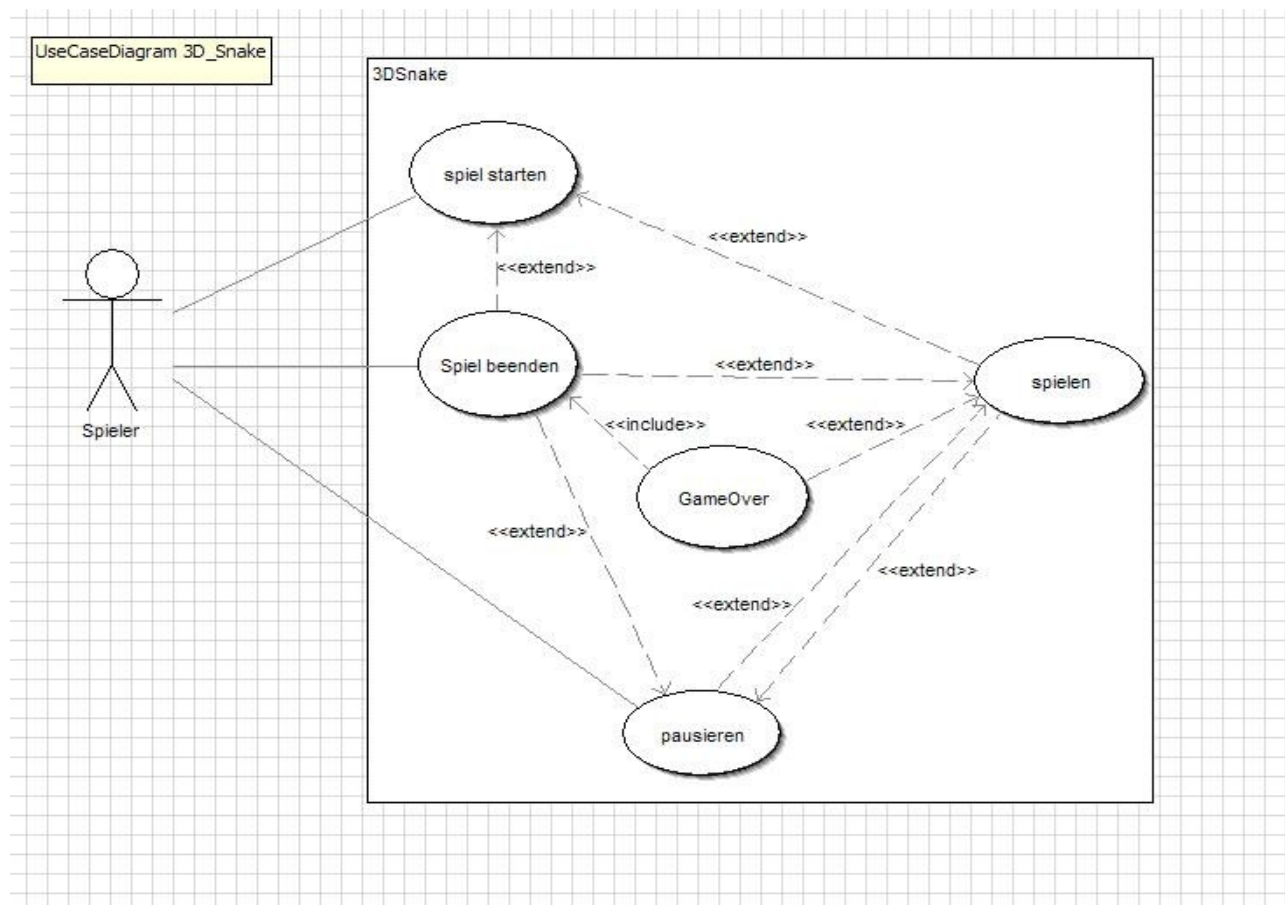 UseCaseDiagram 3D_Snake
3DSnake
spiel starten
<<extend>>
<<extend>>
Spiel beenden
<<extend>>
spielen
<<include>>
<<extend>>
Spieler
GameOver
<<extend>>
<<extend>>
<<extend>>
pausieren